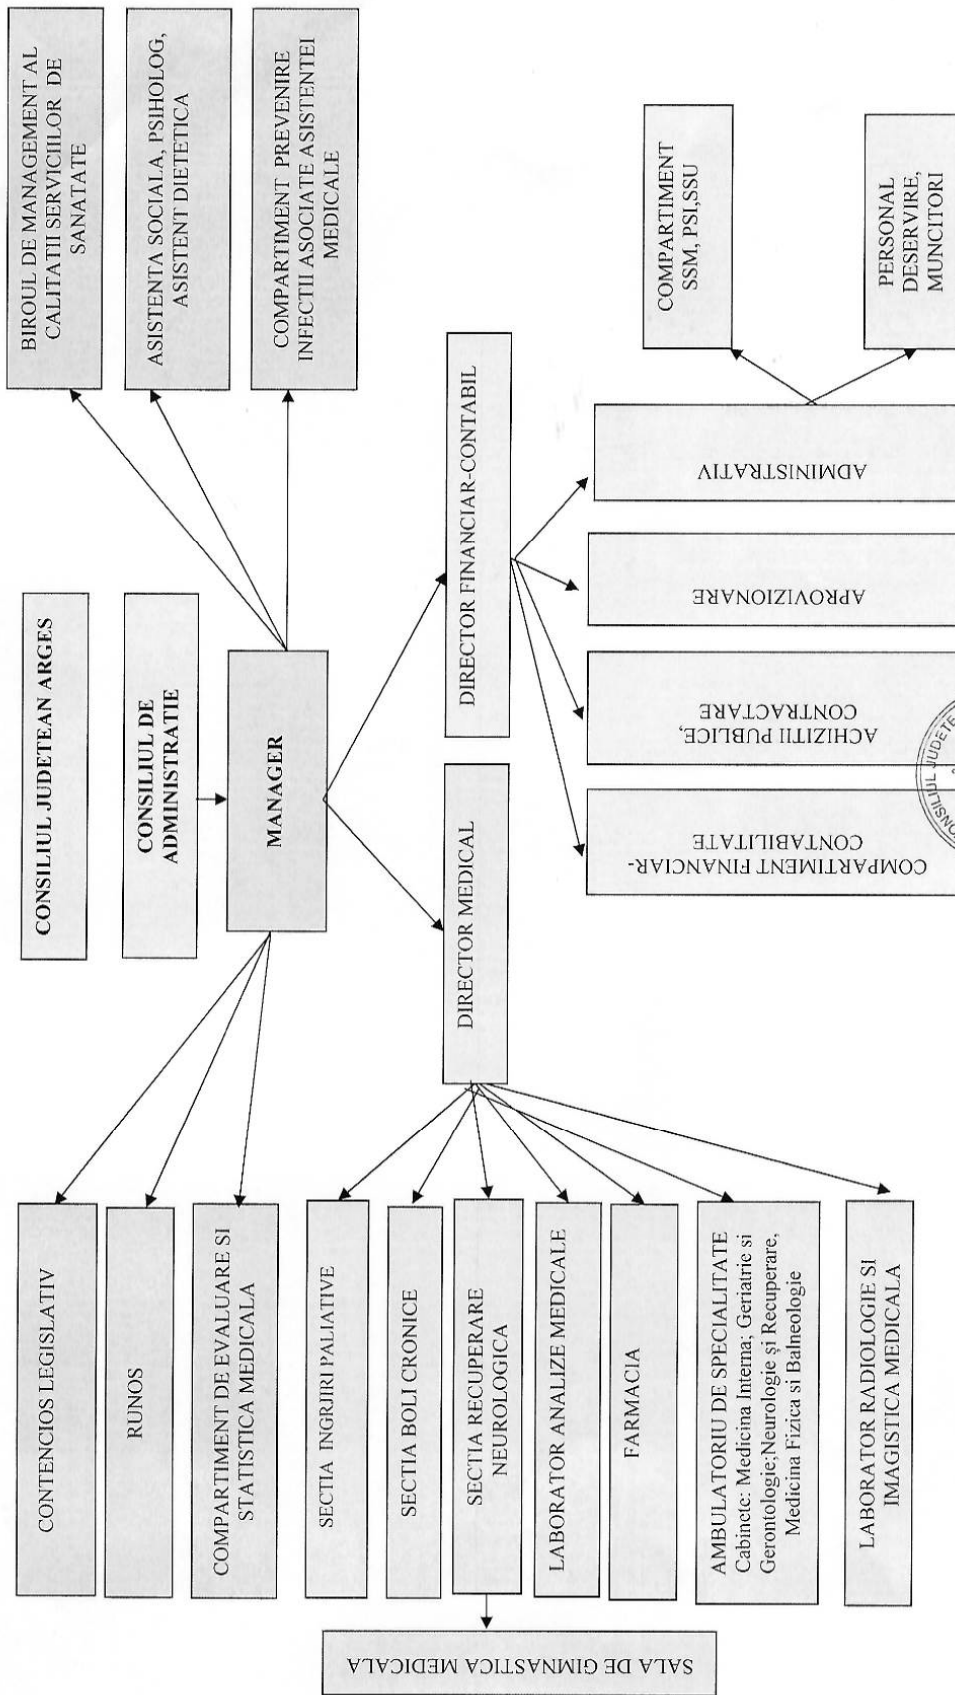 CONSILIUL JUDETEAN ARGES
CONSILIUL DE
ADMINISTRATIE
MANAGER
CONTENCIOS LEGISLATIV
RUNOS
COMPARTIMENT DE EVALUARE SI
STATISTICA MEDICALA
BIROUL DE MANAGEMENT AL
CALITATII SERVICIILOR DE
SANATATE
ASISTENTA SOCIALA, PSIHOLOG,
ASISTENT DIETETICA
COMPARTIMENT PREVENIRE
INFECTII ASOCIATE ASISTENTEI
MEDICALE
DIRECTOR MEDICAL
DIRECTOR FINANCIAR-CONTABIL
SECTIA INGRIRI PALIATIVE
SECTIA BOLI CRONICE
SECTIA RECUPERARE
NEUROLOGICA
LABORATOR ANALIZE MEDICALE
FARMACIA
AMBULATORIU DE SPECIALITATE
Cabinete: Medicina Interna; Geriatrie si
Gerontologie;Neurologie și Recuperare,
Medicina Fizica si Balneologie
LABORATOR RADIOLOGIE SI
IMAGISTICA MEDICALA
SALA DE GIMNASTICA MEDICALA
COMPARTIMENT FINANCIAR-
CONTABILITATE
ACHIZITII PUBLICE,
CONTRACTARE
APROVIZIONARE
ADMINISTRATIV
COMPARTIMENT
SSM, PSI,SSU
PERSONAL
DESERVIRE,
MUNCITORI
CONSILIUL JUDETE